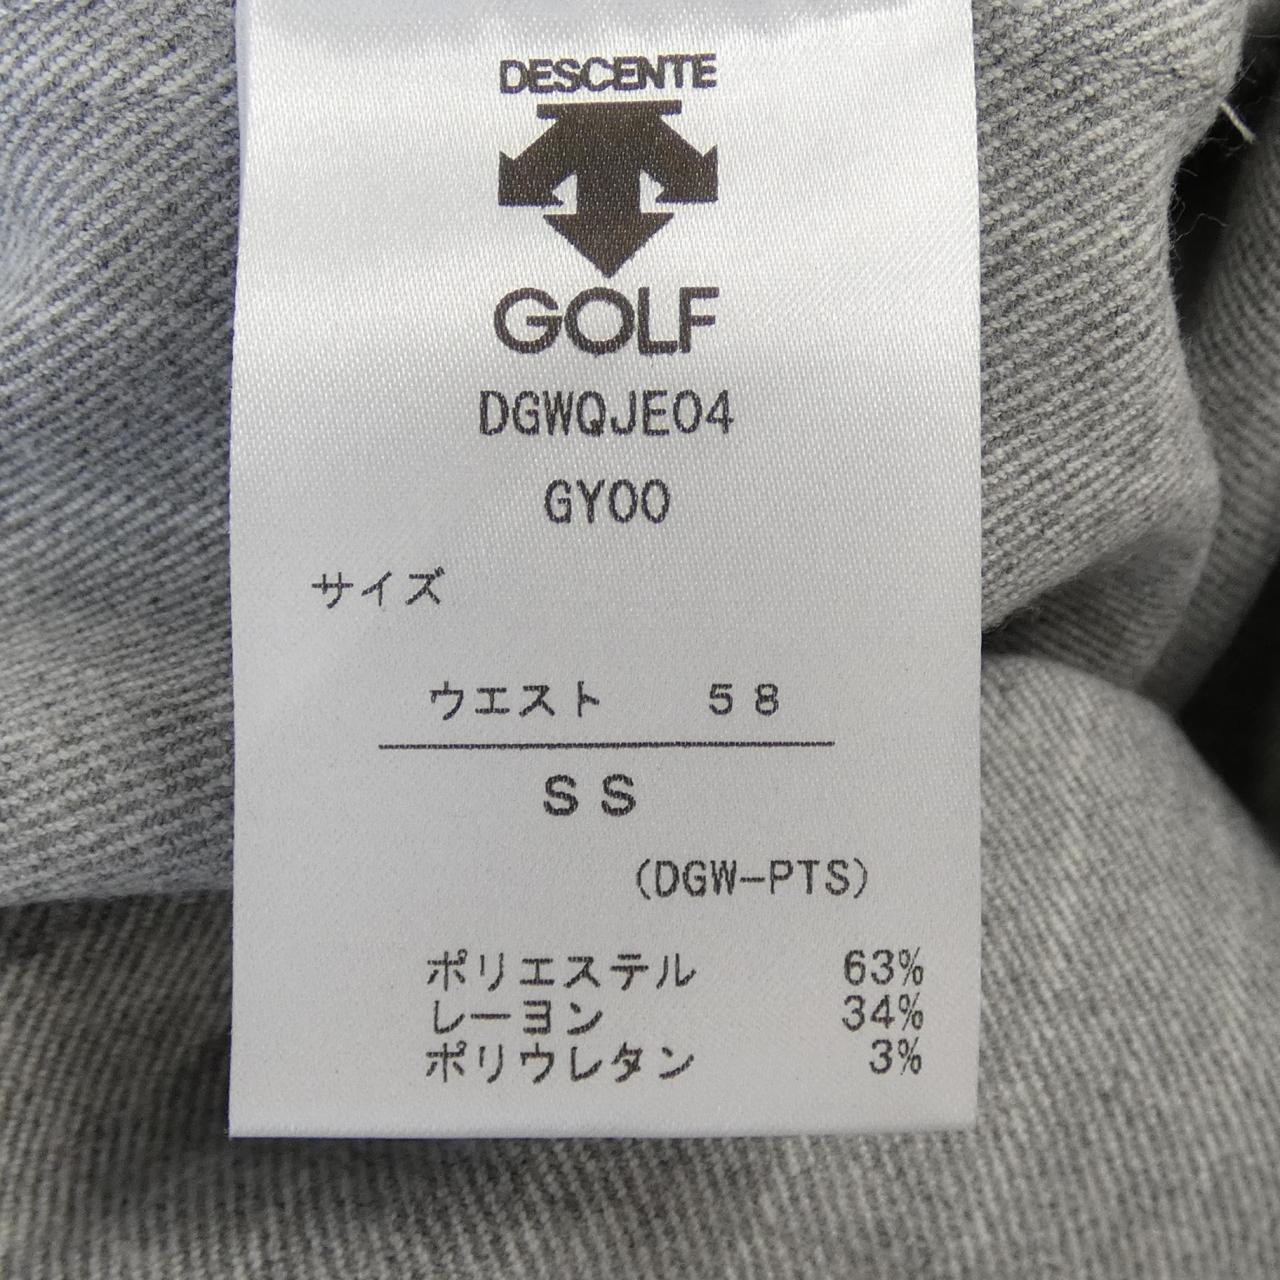 DESCENTE
GOLF
DGWQJE04
GY00
サイズ
ウエスト 58
SS
(DGW-PTS)
ポリエステル 63%
レーヨン 34%
ポリウレタン 3%